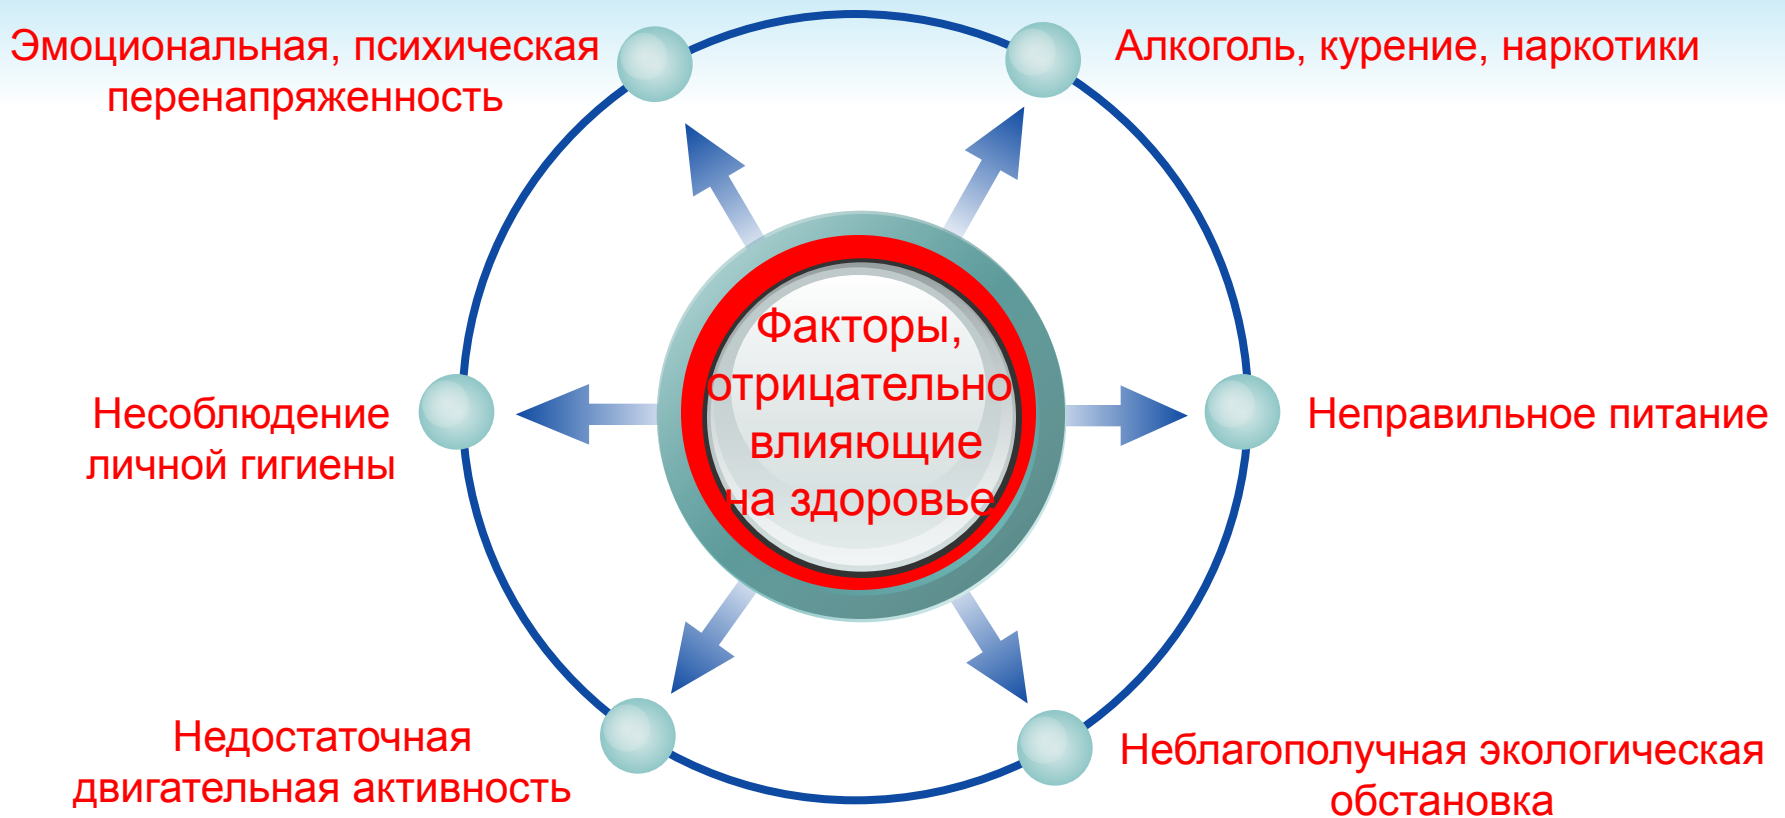 Эмоциональная, психическая
перенапряженность
Алкоголь, курение, наркотики
Факторы,
отрицательно
влияющие
на здоровье
Несоблюдение
личной гигиены
Неправильное питание
Недостаточная
двигательная активность
Неблагополучная экологическая
обстановка